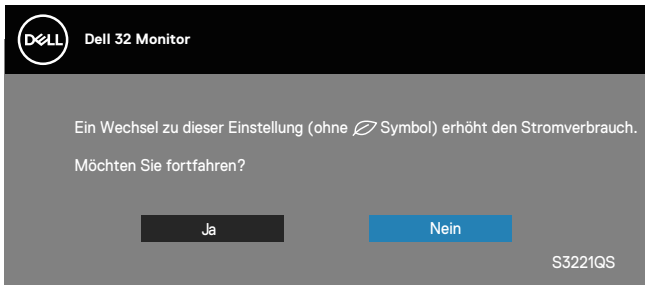 DELL
Dell 32 Monitor
Ein Wechsel zu dieser Einstellung (ohne Symbol) erhöht den Stromverbrauch.
Möchten Sie fortfahren?
Ja
Nein
S3221QS